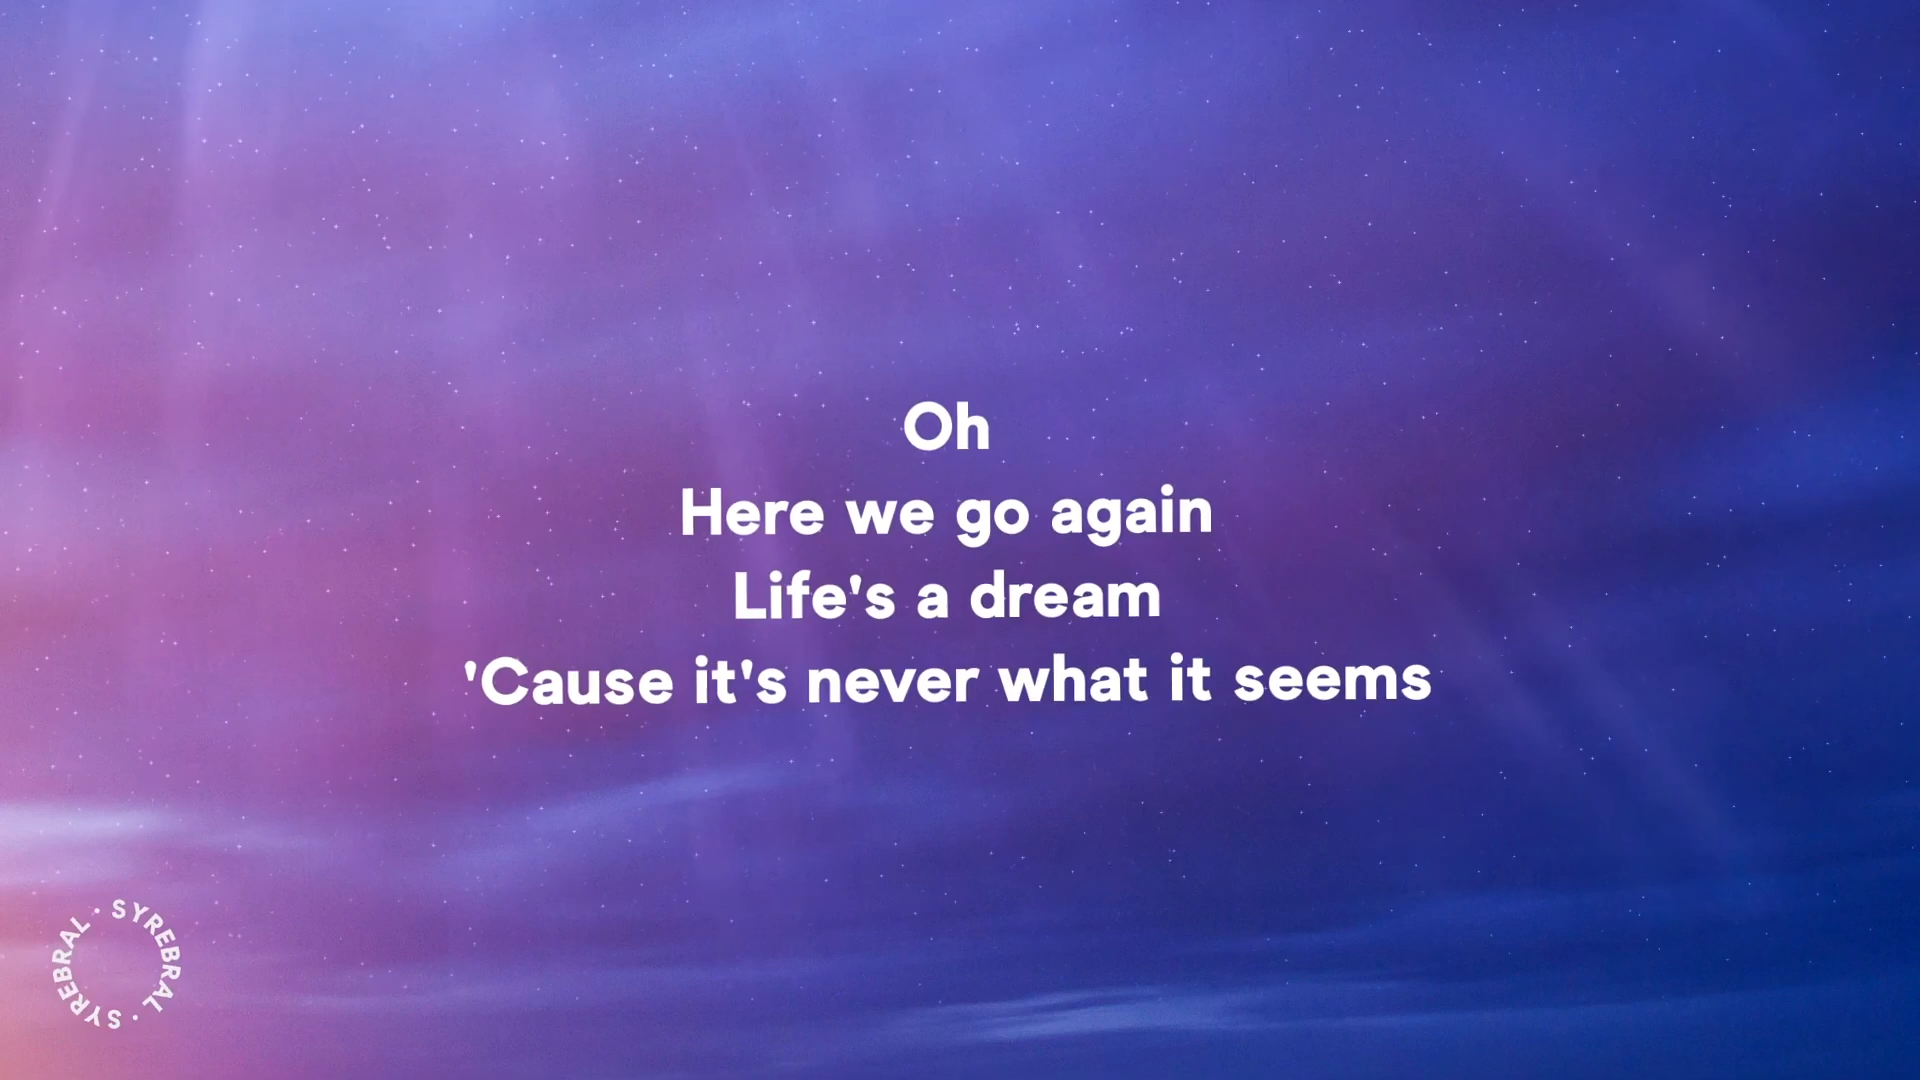 Oh
Here we go again
Life's a dream
'Cause it's never what it seems
SYREBRAL · SYREBRAL ·